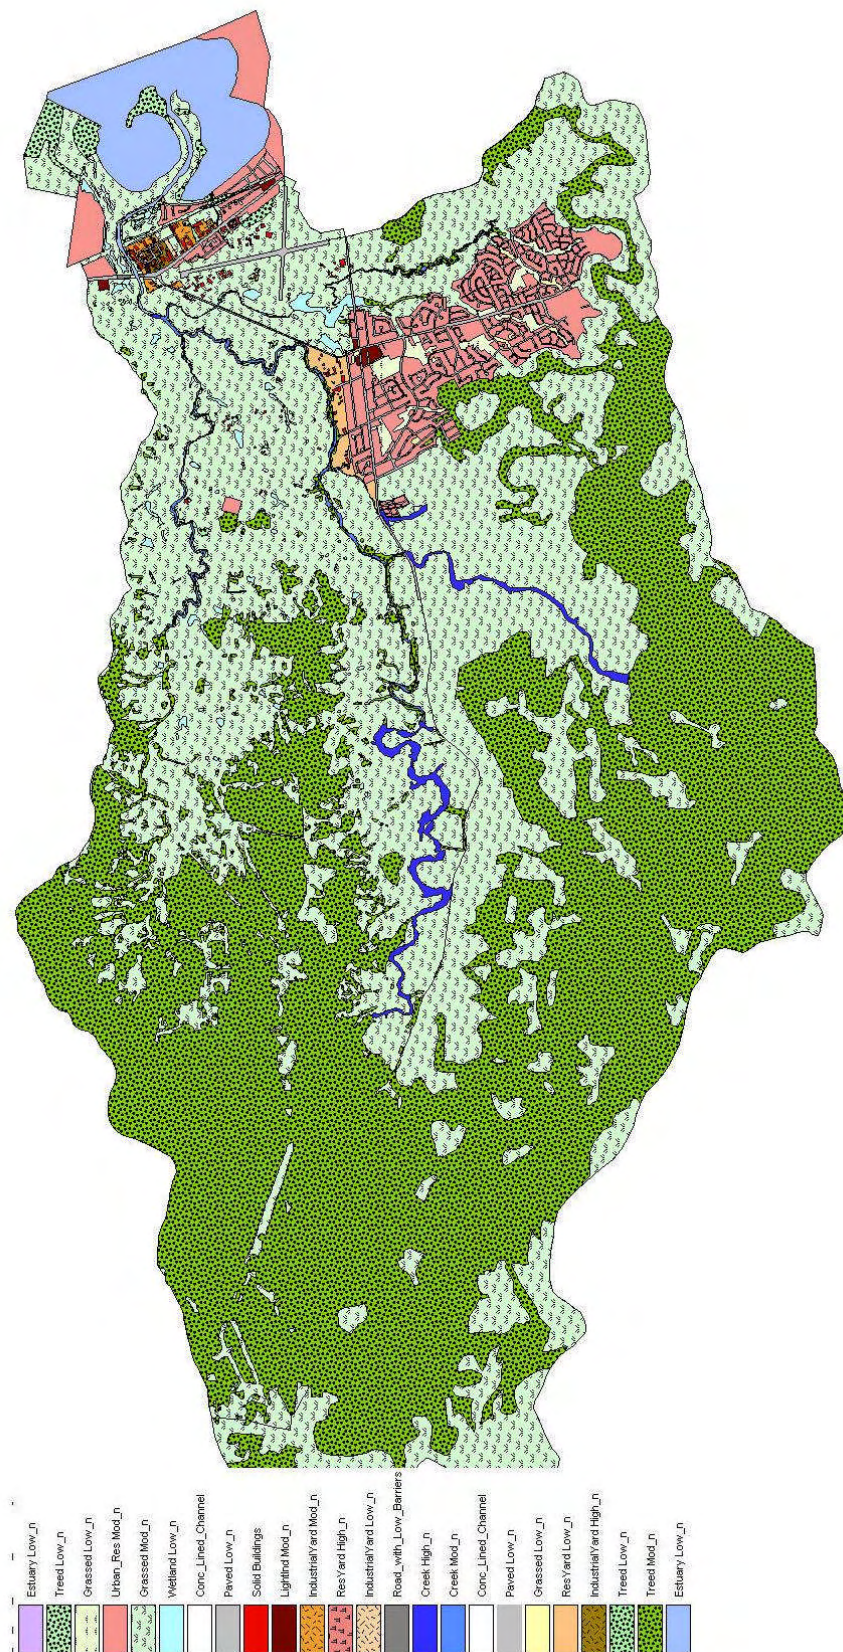 Estuary Low_n
Treed Low_n
Grassed Low_n
Urban_Res Mod_n
Grassed Mod_n
Wetland Low_n
Conc_Lined_Channel
Paved Low_n
Solid Buildings
LightInd Mod_n
IndustrialYard Mod_n
ResYard High_n
IndustrialYard Low_n
Road_with_Low_Barriers
Creek High_n
Creek Mod_n
Conc_Lined_Channel
Paved Low_n
Grassed Low_n
ResYard Low_n
IndustrialYard High_n
Treed Low_n
Treed Mod_n
Estuary Low_n